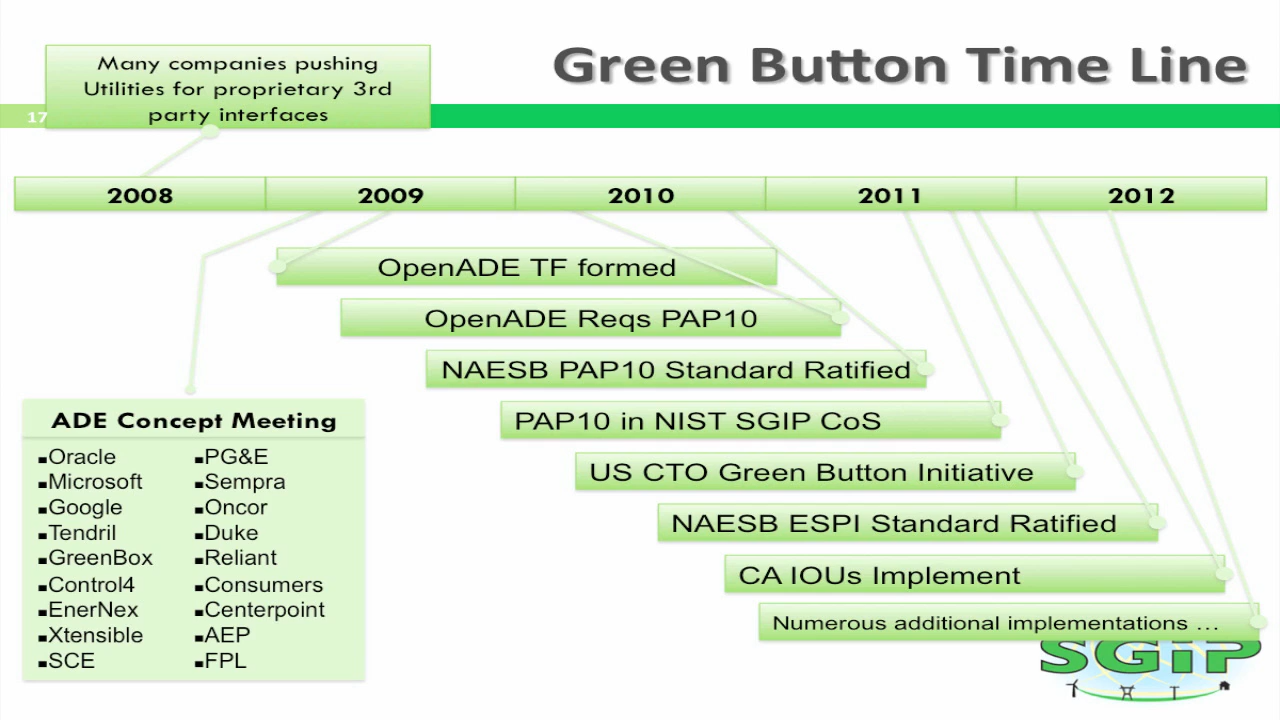 Green Button Time Line
Many companies pushing
Utilities for proprietary 3rd
party interfaces
17
2008 2009 2010 2011 2012
OpenADE TF formed
OpenADE Reqs PAP10
NAESB PAP10 Standard Ratified
PAP10 in NIST SGIP CoS
US CTO Green Button Initiative
NAESB ESPI Standard Ratified
CA IOUs Implement
Numerous additional implementations …
ADE Concept Meeting
▪Oracle ▪PG&E
▪Microsoft ▪Sempra
▪Google ▪Oncor
▪Tendril ▪Duke
▪GreenBox ▪Reliant
▪Control4 ▪Consumers
▪EnerNex ▪Centerpoint
▪Xtensible ▪AEP
▪SCE ▪FPL
SGiP